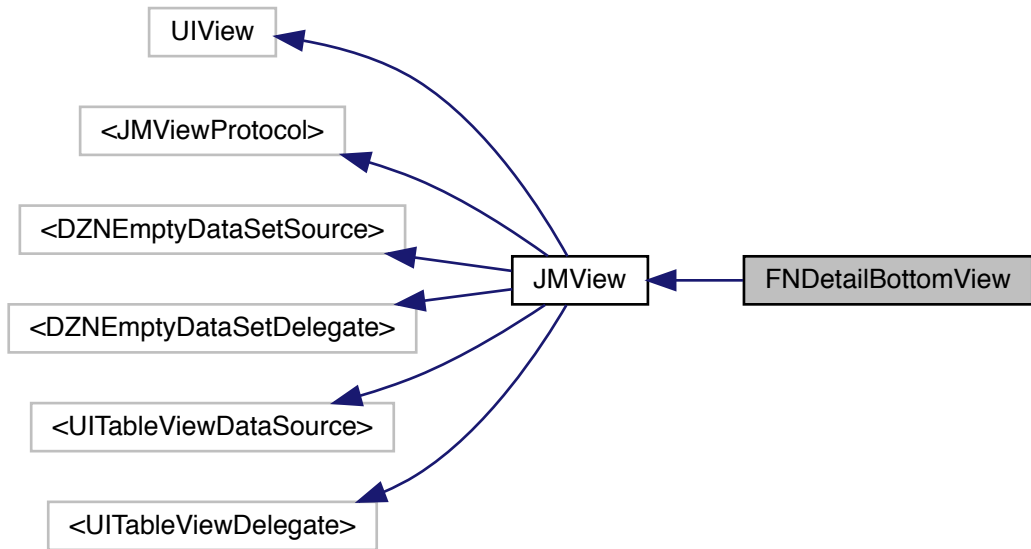 UIView
<JMViewProtocol>
<DZNEmptyDataSetSource>
<DZNEmptyDataSetDelegate>
<UITableViewDataSource>
<UITableViewDelegate>
JMView
FNDetailBottomView